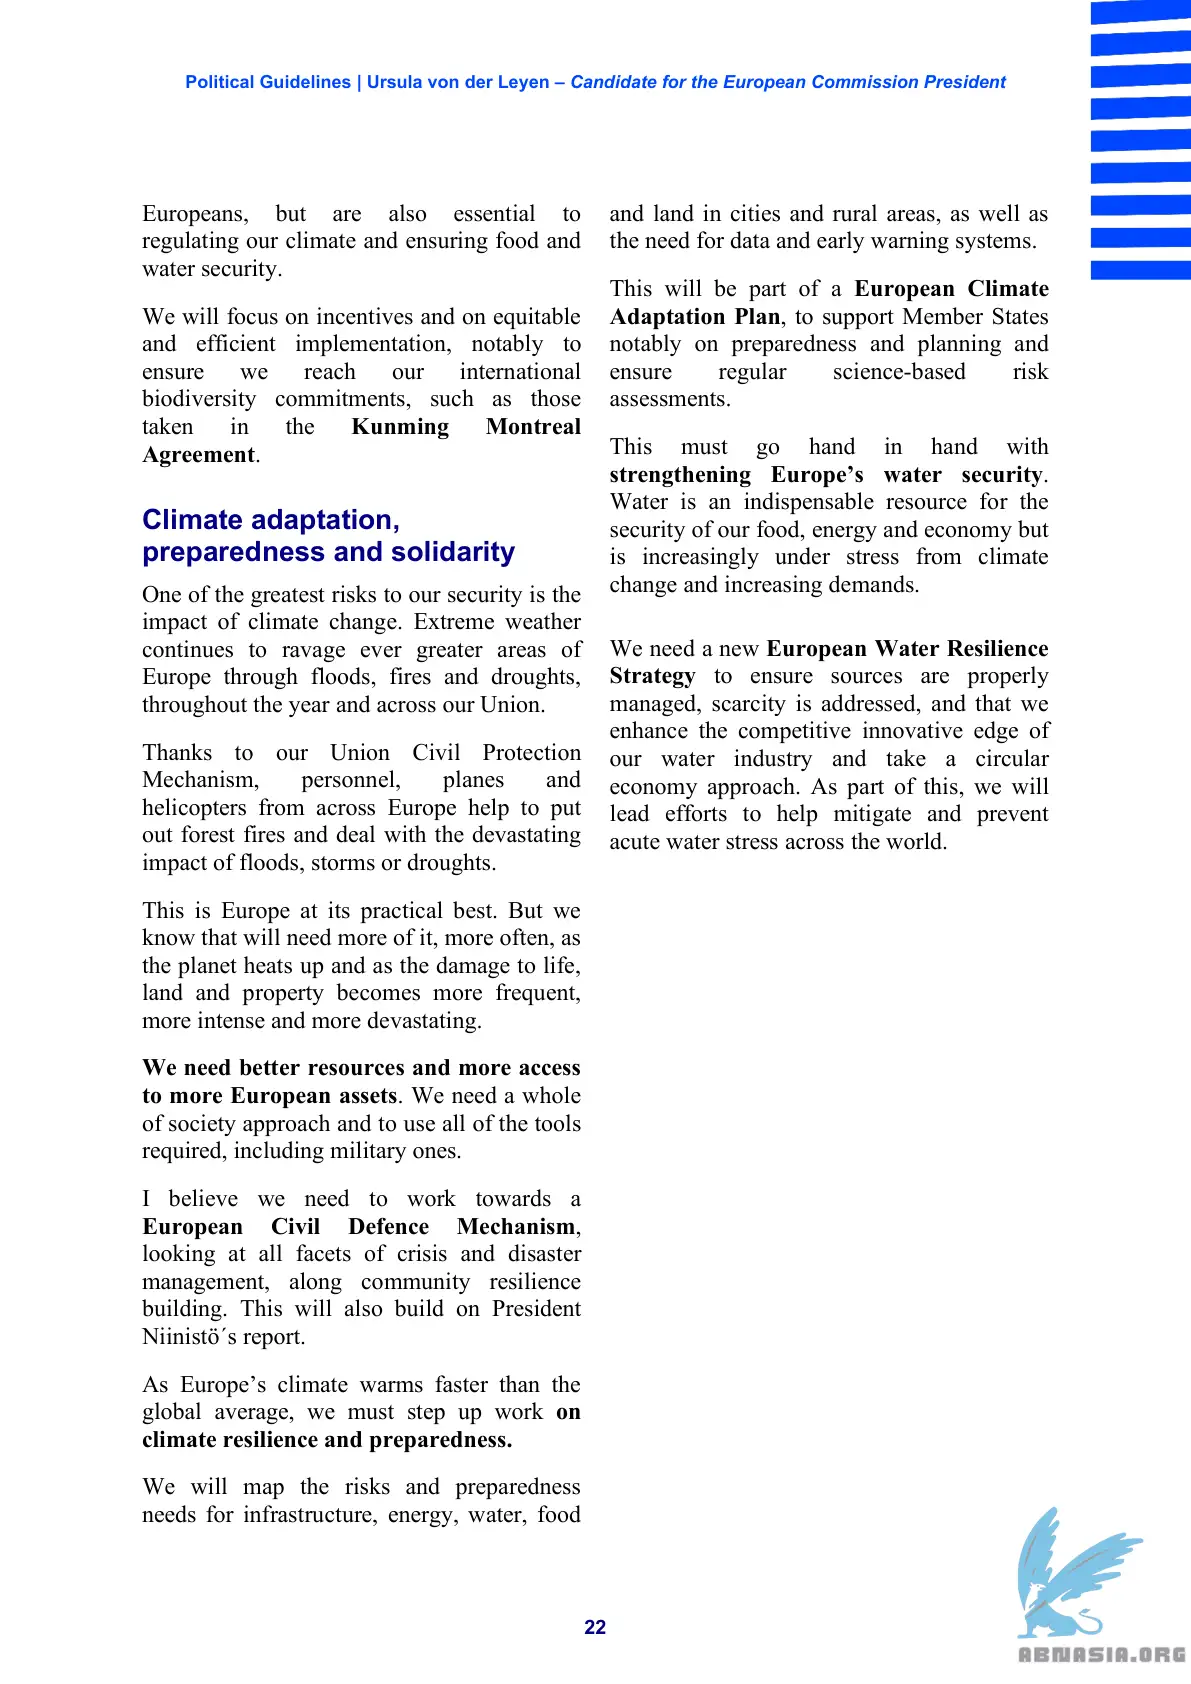 Political Guidelines | Ursula von der Leyen – Candidate for the European Commission President
Europeans, but are also essential to
regulating our climate and ensuring food and
water security.
We will focus on incentives and on equitable
and efficient implementation, notably to
ensure we reach our international
biodiversity commitments, such as those
taken in the Kunming Montreal
Agreement.
Climate adaptation,
preparedness and solidarity
One of the greatest risks to our security is the
impact of climate change. Extreme weather
continues to ravage ever greater areas of
Europe through floods, fires and droughts,
throughout the year and across our Union.
Thanks to our Union Civil Protection
Mechanism, personnel, planes and
helicopters from across Europe help to put
out forest fires and deal with the devastating
impact of floods, storms or droughts.
This is Europe at its practical best. But we
know that will need more of it, more often, as
the planet heats up and as the damage to life,
land and property becomes more frequent,
more intense and more devastating.
We need better resources and more access
to more European assets. We need a whole
of society approach and to use all of the tools
required, including military ones.
I believe we need to work towards a
European Civil Defence Mechanism,
looking at all facets of crisis and disaster
management, along community resilience
building. This will also build on President
Niinistö´s report.
As Europe’s climate warms faster than the
global average, we must step up work on
climate resilience and preparedness.
We will map the risks and preparedness
needs for infrastructure, energy, water, food
and land in cities and rural areas, as well as
the need for data and early warning systems.
This will be part of a European Climate
Adaptation Plan, to support Member States
notably on preparedness and planning and
ensure regular science-based risk
assessments.
This must go hand in hand with
strengthening Europe’s water security.
Water is an indispensable resource for the
security of our food, energy and economy but
is increasingly under stress from climate
change and increasing demands.
We need a new European Water Resilience
Strategy to ensure sources are properly
managed, scarcity is addressed, and that we
enhance the competitive innovative edge of
our water industry and take a circular
economy approach. As part of this, we will
lead efforts to help mitigate and prevent
acute water stress across the world.
22
ABNASIA.ORG